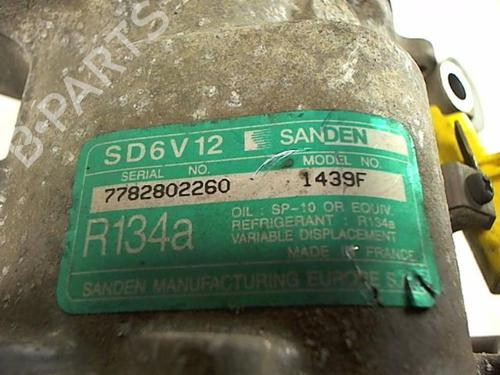 B-PARTS
SD6V12 SANDEN
SERIAL NO. MODEL NO.
7782802260 1439F
R134a
OIL : SP-10 OR EQUIV.
REFRIGERANT : R134a
VARIABLE DISPLACEMENT
MADE IN FRANCE
SANDEN MANUFACTURING EUROPE S.A.